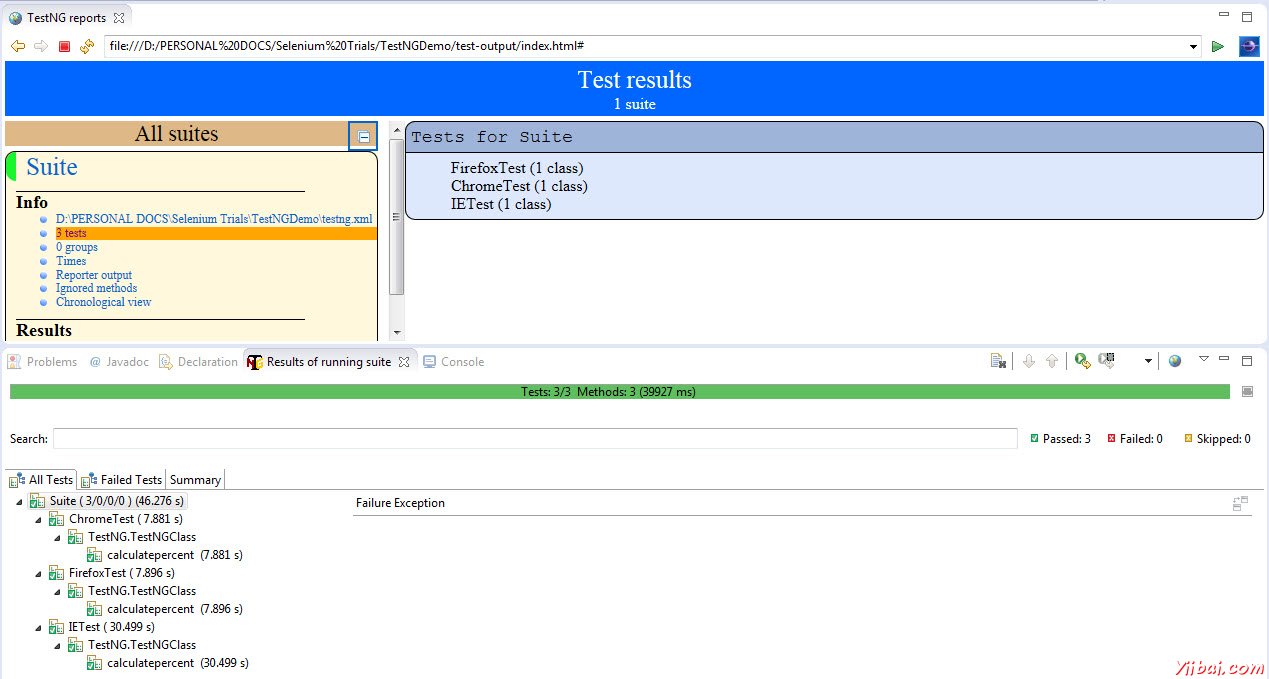 TestNG reports
file:///D:/PERSONAL%20DOCS/Selenium%20Trials/TestNGDemo/test-output/index.html#
Test results
1 suite
All suites
Suite
Info
D:\PERSONAL DOCS\Selenium Trials\TestNGDemo\testng.xml
3 tests
0 groups
Times
Reporter output
Ignored methods
Chronological view
Results
Tests for Suite
FirefoxTest (1 class)
ChromeTest (1 class)
IETest (1 class)
Problems @ Javadoc Declaration Results of running suite Console
Tests: 3/3 Methods: 3 (39927 ms)
Search: Passed: 3 Failed: 0 Skipped: 0
All Tests Failed Tests Summary
Suite ( 3/0/0/0 ) (46.276 s)
Failure Exception
ChromeTest ( 7.881 s)
TestNG.TestNGClass
calculatepercent (7.881 s)
FirefoxTest ( 7.896 s)
TestNG.TestNGClass
calculatepercent (7.896 s)
IETest ( 30.499 s)
TestNG.TestNGClass
calculatepercent (30.499 s)
Yiibai.com